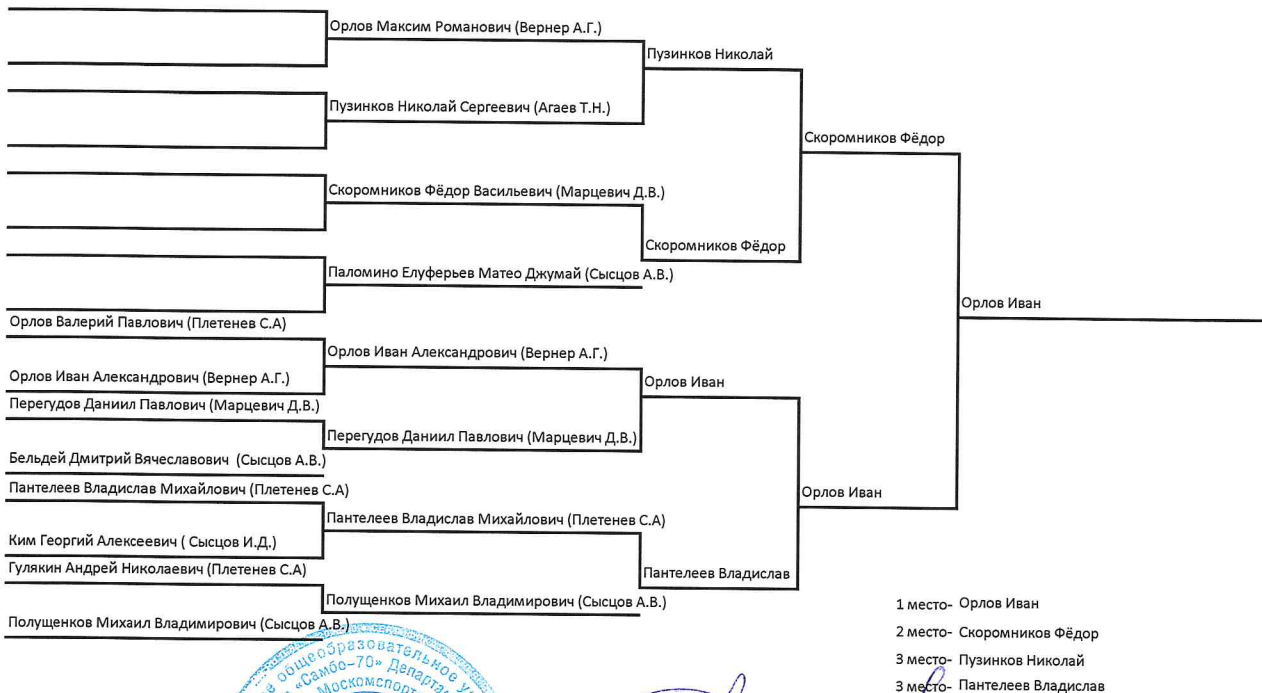 Орлов Максим Романович (Вернер А.Г.)
Пузинков Николай
Пузинков Николай Сергеевич (Агаев Т.Н.)
Скоромников Фёдор
Скоромников Фёдор Васильевич (Марцевич Д.В.)
Скоромников Фёдор
Паломино Елуферьев Матео Джумай (Сысцов А.В.)
Орлов Иван
Орлов Валерий Павлович (Плетенев С.А)
Орлов Иван Александрович (Вернер А.Г.)
Орлов Иван Александрович (Вернер А.Г.)
Орлов Иван
Перегудов Даниил Павлович (Марцевич Д.В.)
Перегудов Даниил Павлович (Марцевич Д.В.)
Бельдей Дмитрий Вячеславович (Сысцов А.В.)
Пантелеев Владислав Михайлович (Плетенев С.А)
Орлов Иван
Пантелеев Владислав Михайлович (Плетенев С.А)
Ким Георгий Алексеевич ( Сысцов И.Д.)
Гулякин Андрей Николаевич (Плетенев С.А)
Пантелеев Владислав
Полущенков Михаил Владимирович (Сысцов А.В.)
Полущенков Михаил Владимирович (Сысцов А.В.)
1 место- Орлов Иван
2 место- Скоромников Фёдор
3 место- Пузинков Николай
3 место- Пантелеев Владислав
общеобразовательное
«Самбо-70»